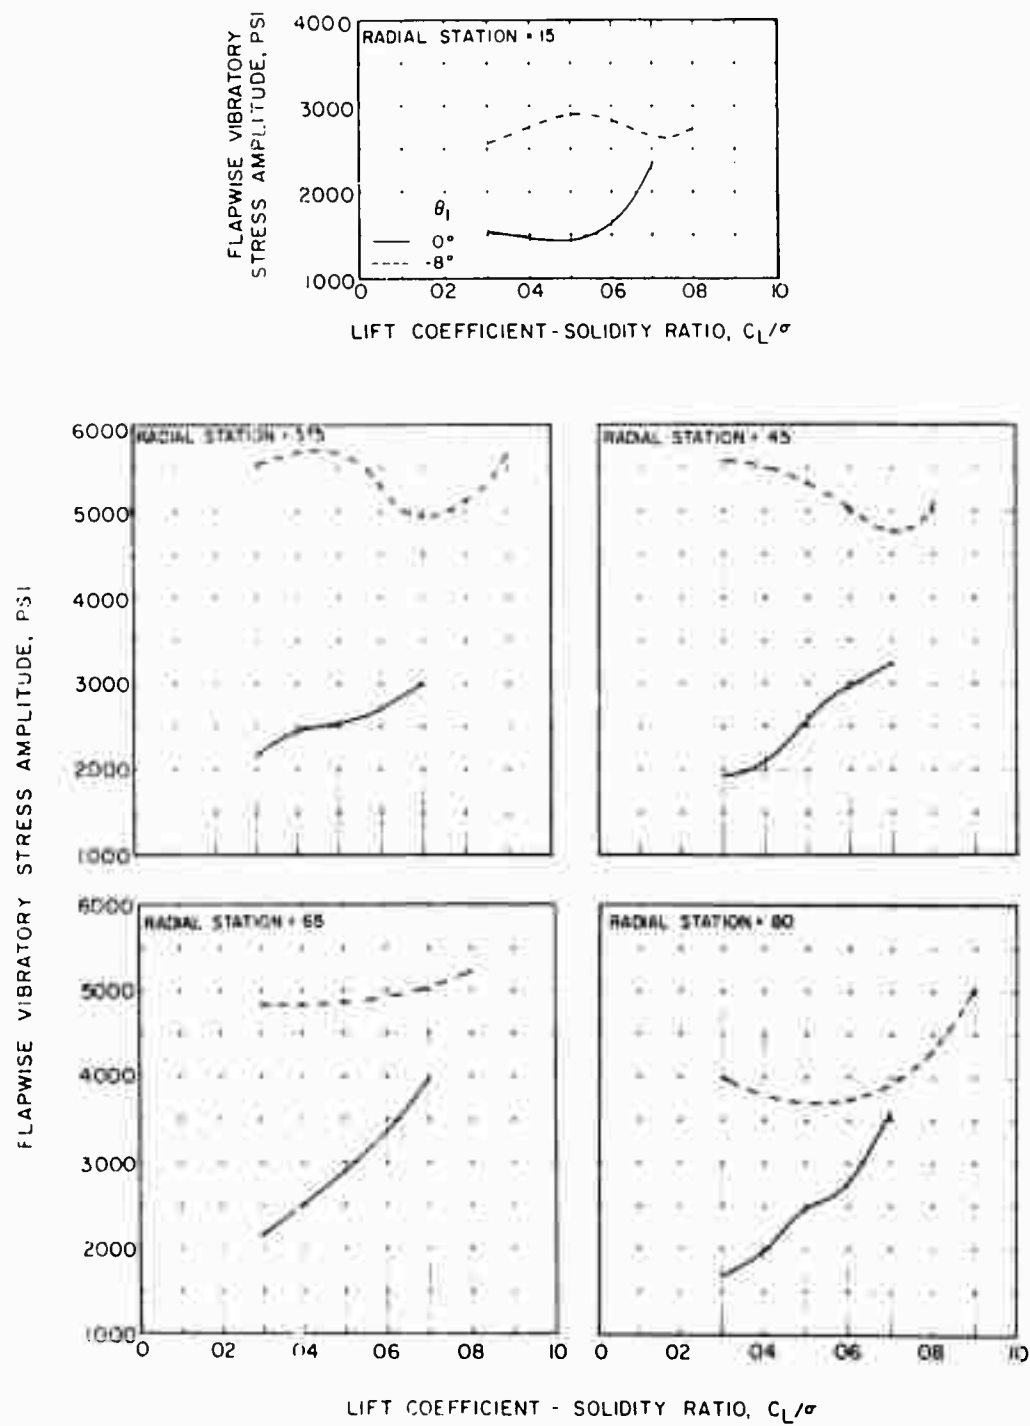 FLAPWISE VIBRATORY
STRESS AMPLITUDE, PSI
RADIAL STATION = 15
4000
3000
2000
1000
θ₁
0°
-8°
0 02 04 06 08 10
LIFT COEFFICIENT - SOLIDITY RATIO, C_L/σ
FLAPWISE VIBRATORY STRESS AMPLITUDE, PSI
RADIAL STATION =
RADIAL STATION = 45
6000
5000
4000
3000
2000
1000
RADIAL STATION = 65
RADIAL STATION = 80
6000
5000
4000
3000
2000
1000
0 02 04 06 08 10
0 02 04 06 08 10
LIFT COEFFICIENT - SOLIDITY RATIO, C_L/σ